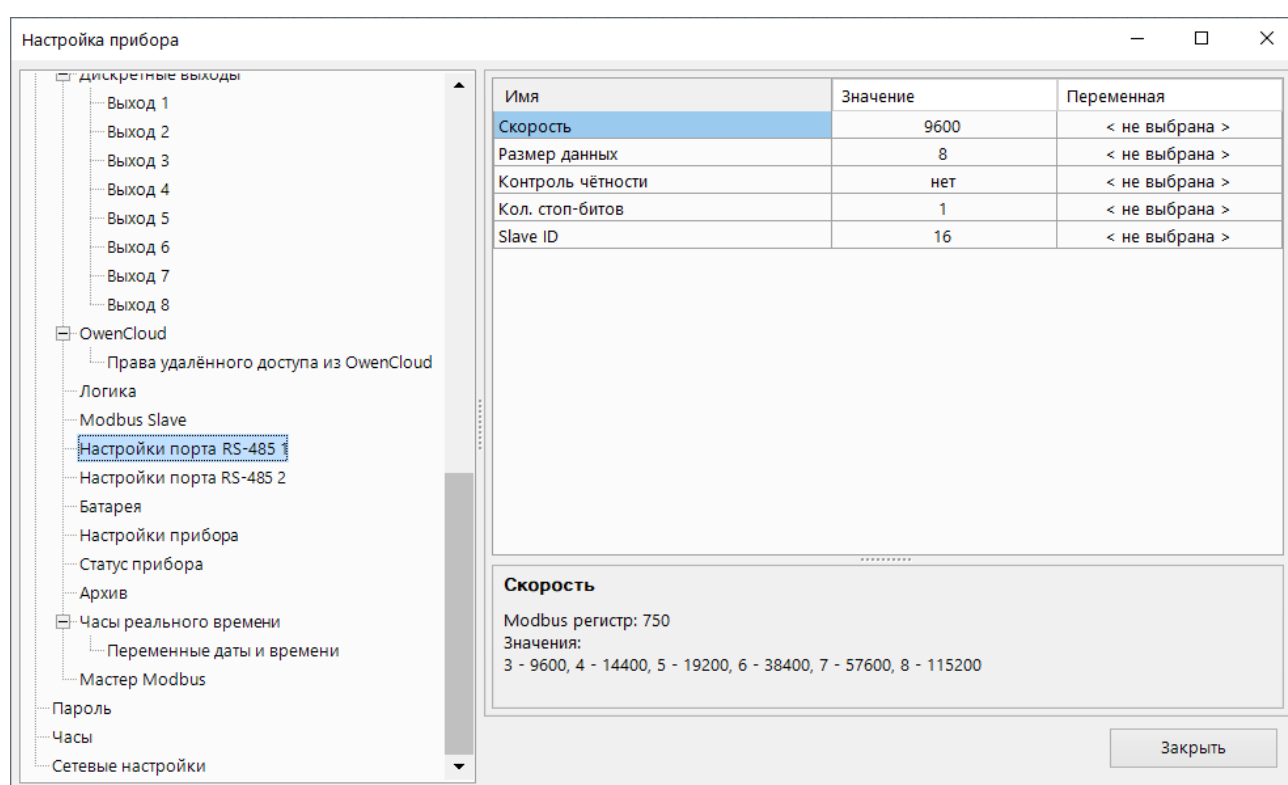 Настройка прибора
Дискретные выходы
Выход 1
Выход 2
Выход 3
Выход 4
Выход 5
Выход 6
Выход 7
Выход 8
OwenCloud
Права удалённого доступа из OwenCloud
Логика
Modbus Slave
Настройки порта RS-485 1
Настройки порта RS-485 2
Батарея
Настройки прибора
Статус прибора
Архив
Часы реального времени
Переменные даты и времени
Мастер Modbus
Пароль
Часы
Сетевые настройки
Имя Значение Переменная
Скорость 9600 < не выбрана >
Размер данных 8 < не выбрана >
Контроль чётности нет < не выбрана >
Кол. стоп-битов 1 < не выбрана >
Slave ID 16 < не выбрана >
Скорость
Modbus регистр: 750
Значения:
3 - 9600, 4 - 14400, 5 - 19200, 6 - 38400, 7 - 57600, 8 - 115200
Закрыть